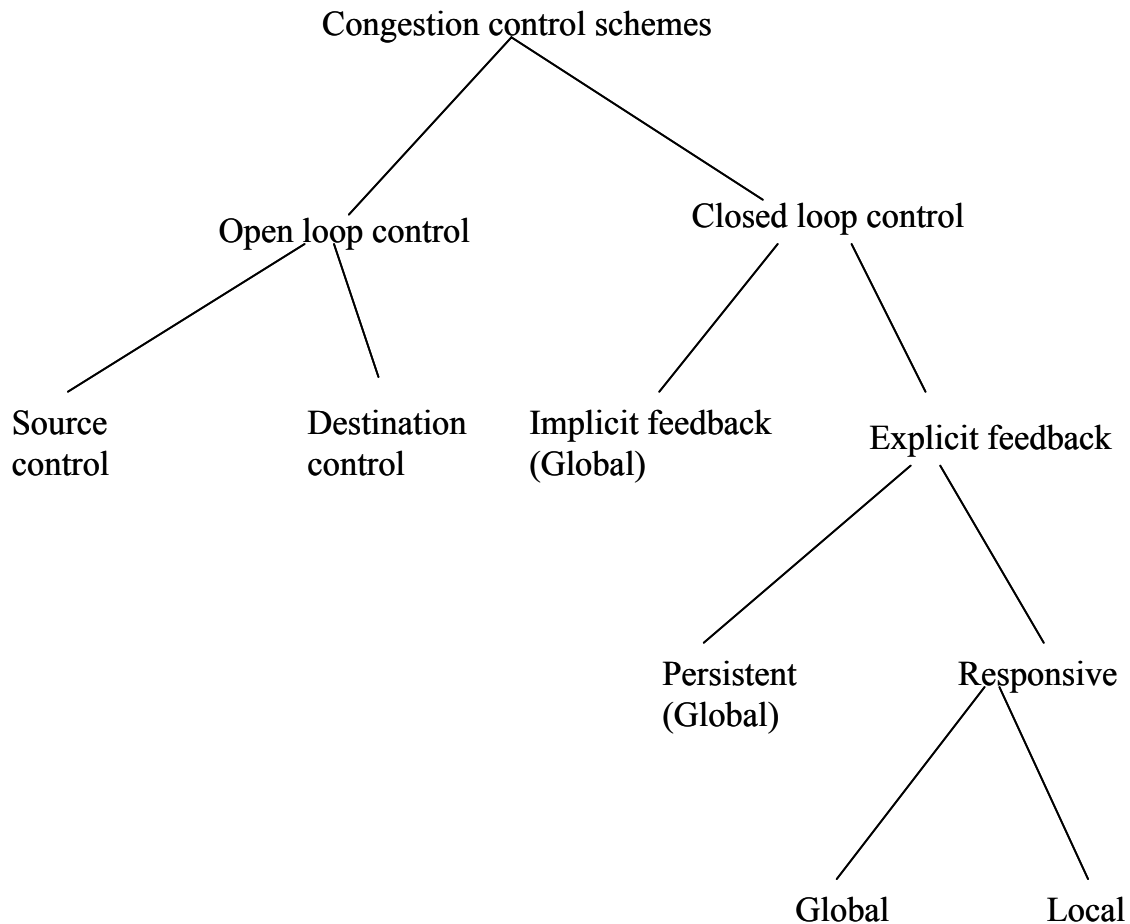 Congestion control schemes
Open loop control
Closed loop control
Source
control
Destination
control
Implicit feedback
(Global)
Explicit feedback
Persistent
(Global)
Responsive
Global
Local